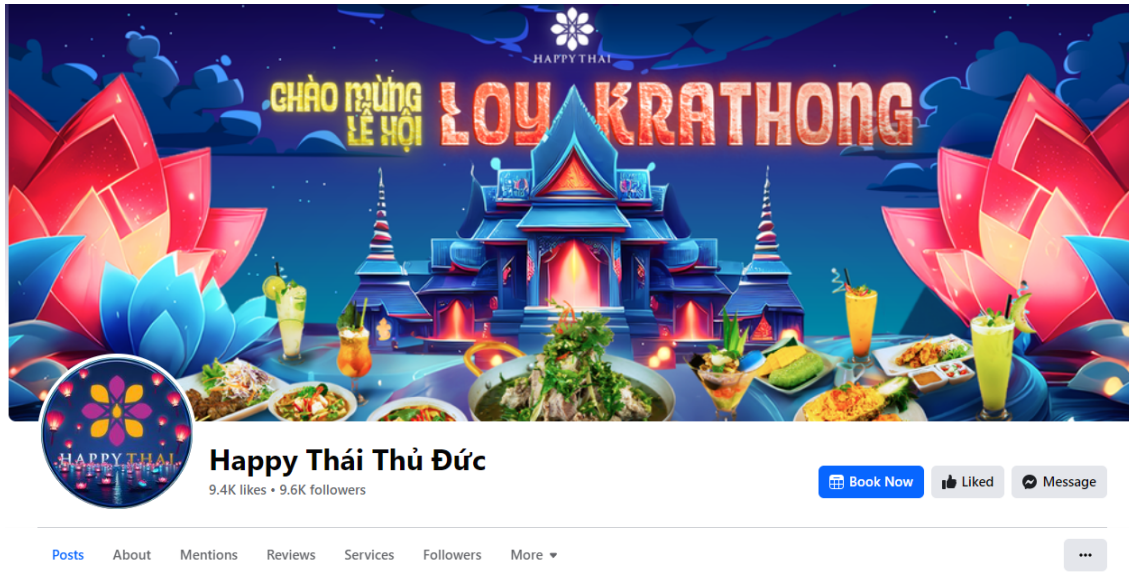 HAPPY THAI
CHÀO MỪNG
LỄ HỘI
LOY KRATHONG
HAPPY THAI
Happy Thái Thủ Đức
9.4K likes • 9.6K followers
Book Now
Liked
Message
Posts
About
Mentions
Reviews
Services
Followers
More